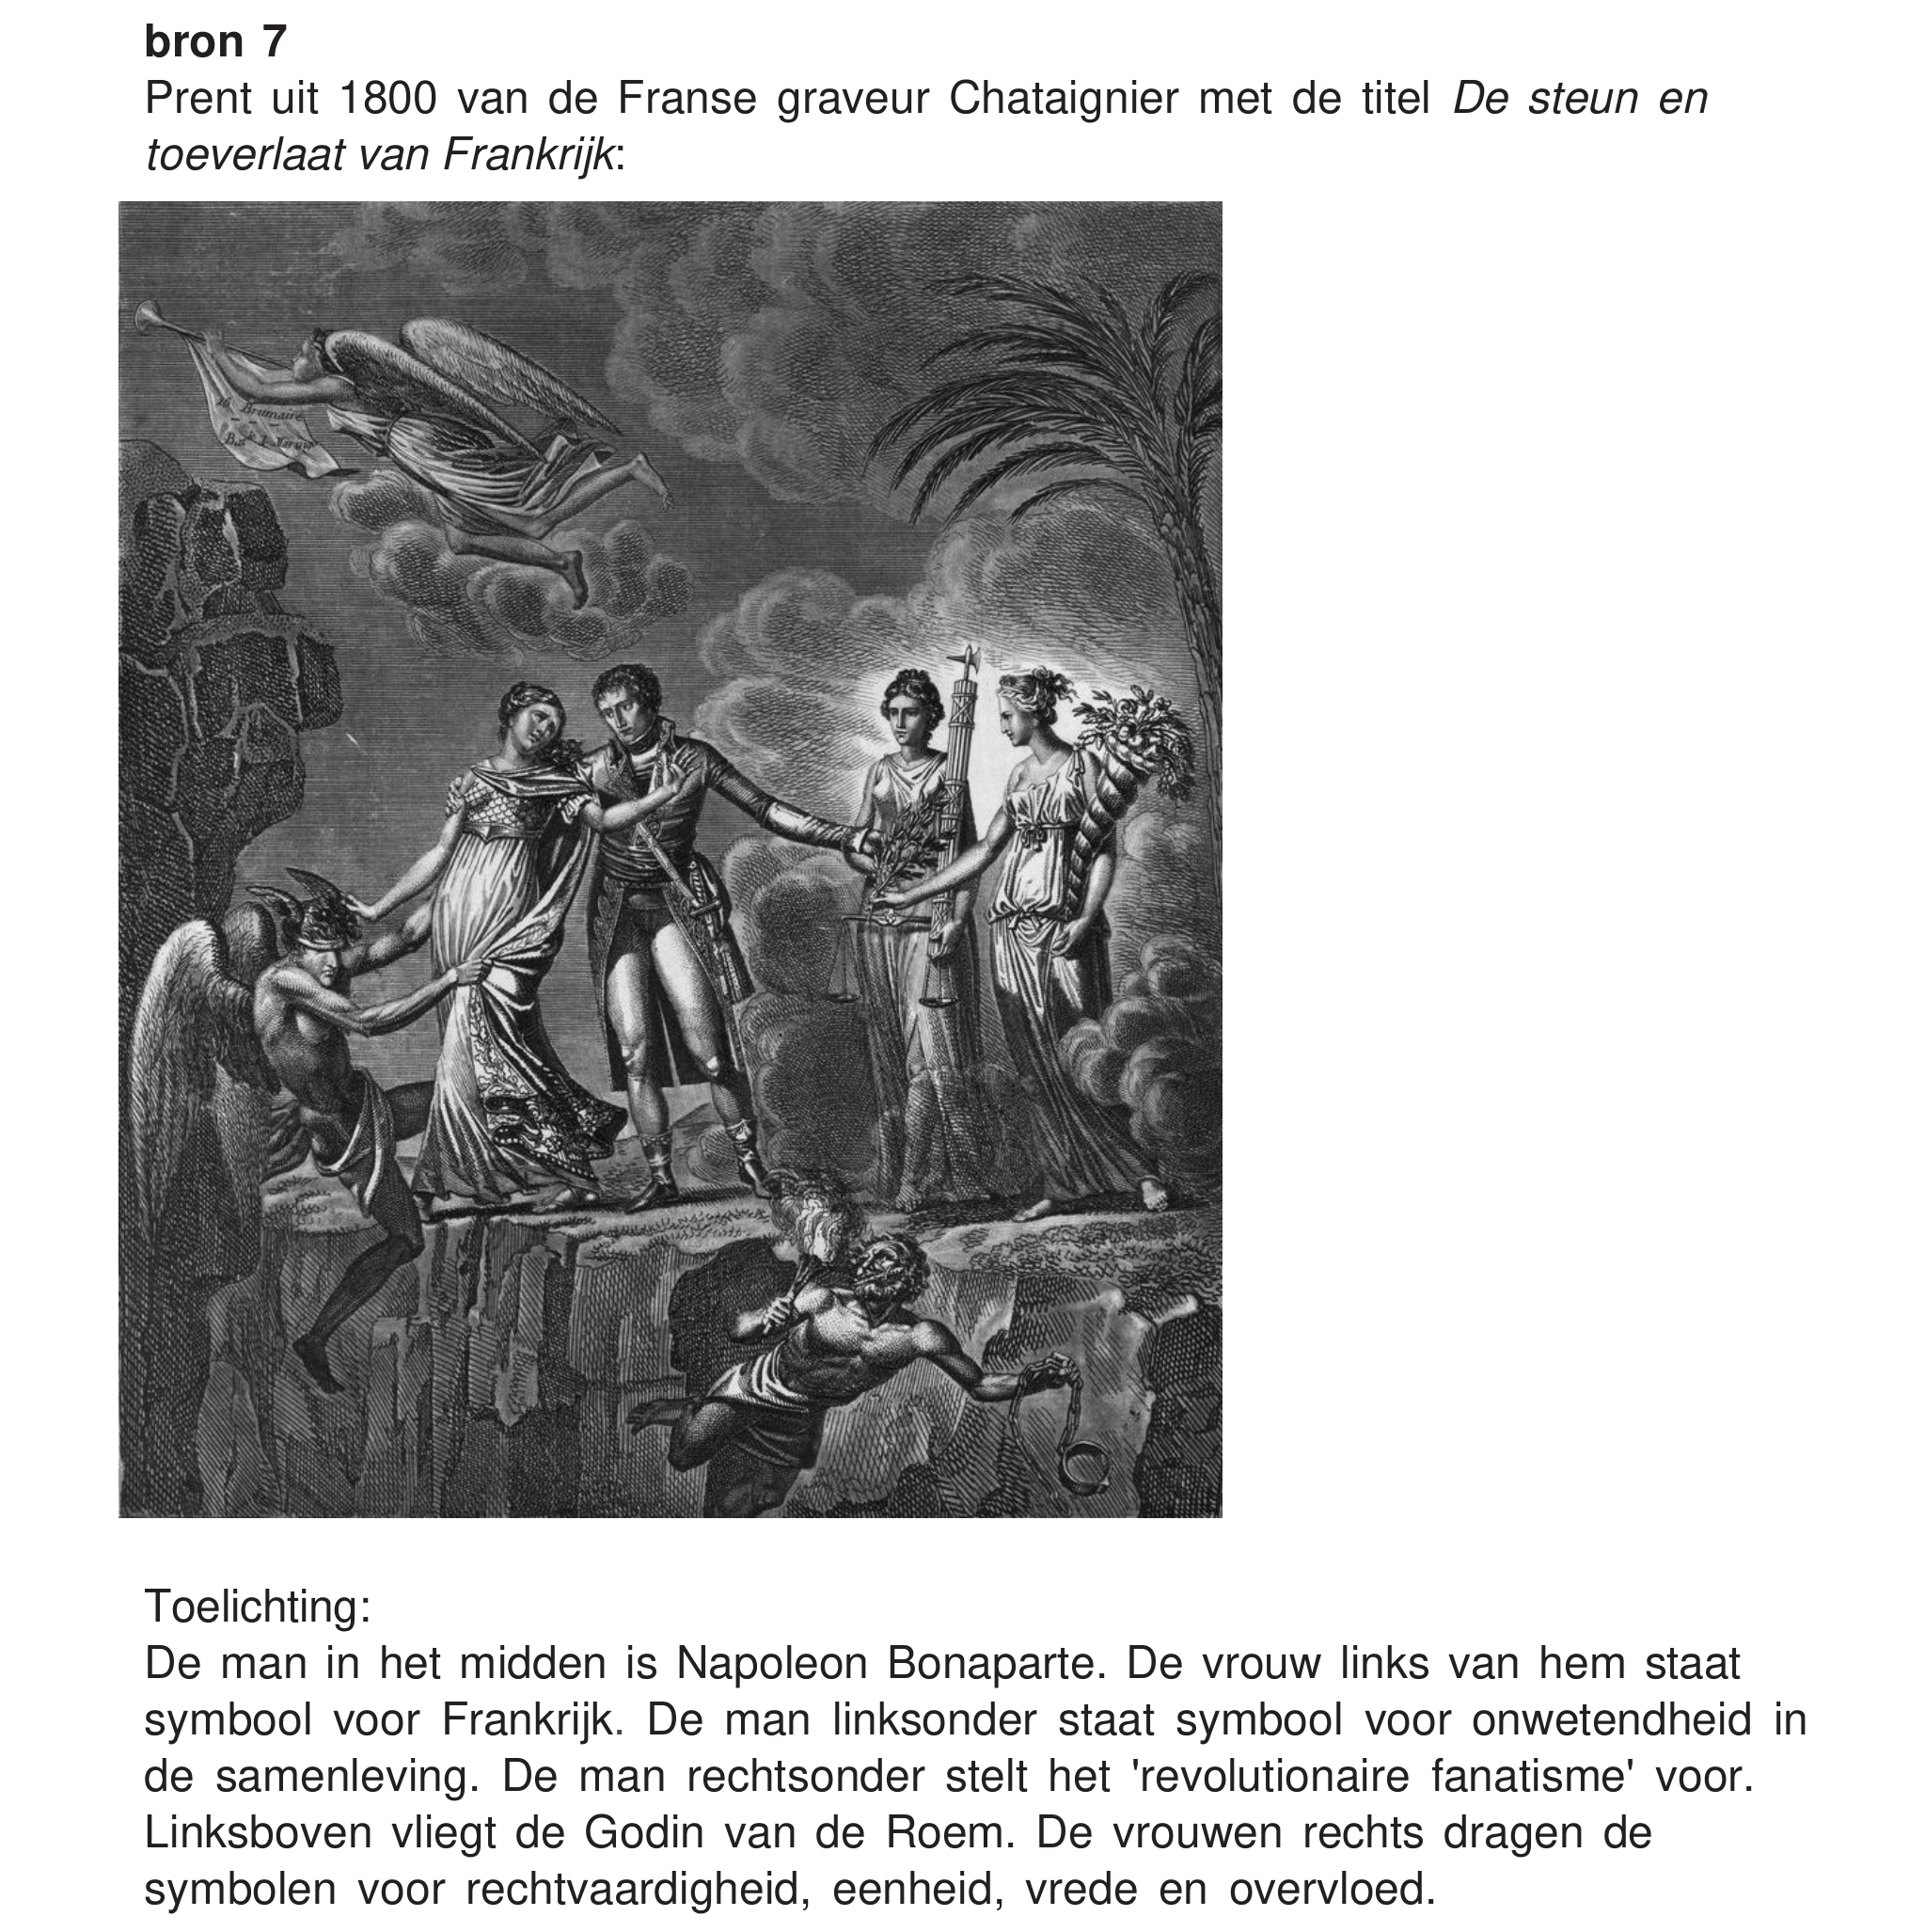 bron 7
Prent uit 1800 van de Franse graveur Chataignier met de titel De steun en
toeverlaat van Frankrijk:
18 Brumaire
Toelichting:
De man in het midden is Napoleon Bonaparte. De vrouw links van hem staat
symbool voor Frankrijk. De man linksonder staat symbool voor onwetendheid in
de samenleving. De man rechtsonder stelt het 'revolutionaire fanatisme' voor.
Linksboven vliegt de Godin van de Roem. De vrouwen rechts dragen de
symbolen voor rechtvaardigheid, eenheid, vrede en overvloed.